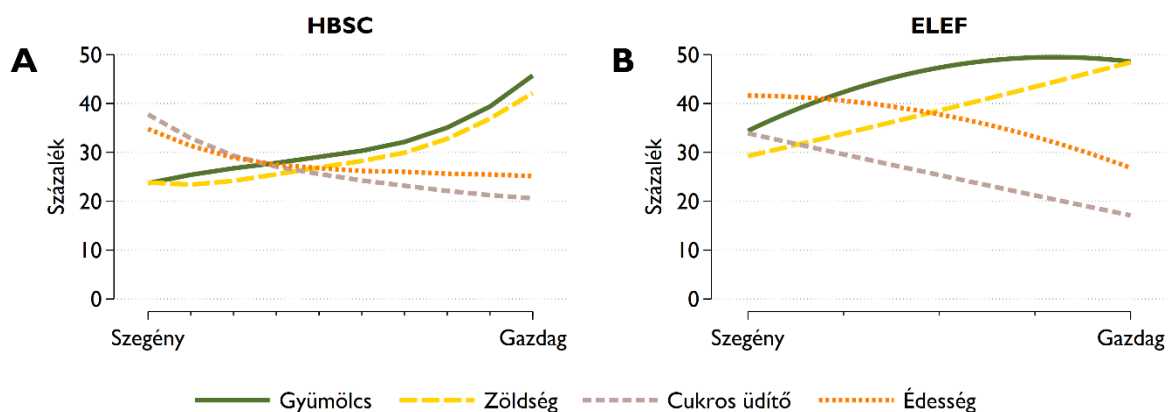 HBSC
A
Százalék
50
40
30
20
10
0
Szegény
Gazdag
ELEF
B
Százalék
50
40
30
20
10
0
Szegény
Gazdag
Gyümölcs
Zöldség
Cukros üdítő
Édesség